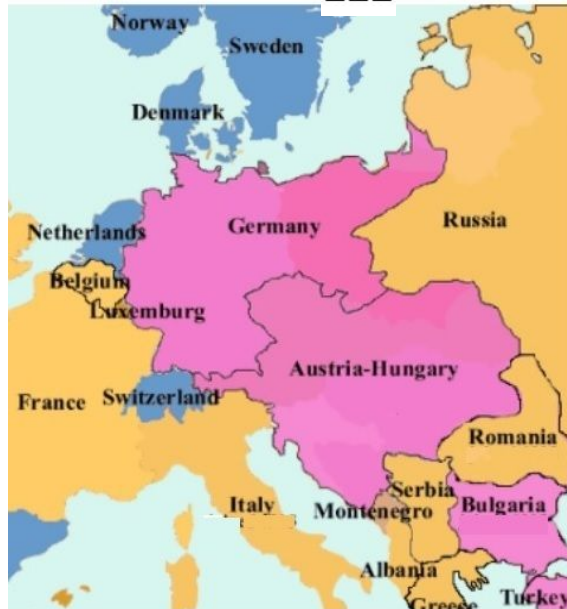 Norway
Sweden
Denmark
Netherlands
Germany
Russia
Belgium
Luxemburg
Austria-Hungary
France
Switzerland
Romania
Italy
Serbia
Montenegro
Bulgaria
Albania
Greece
Turkey